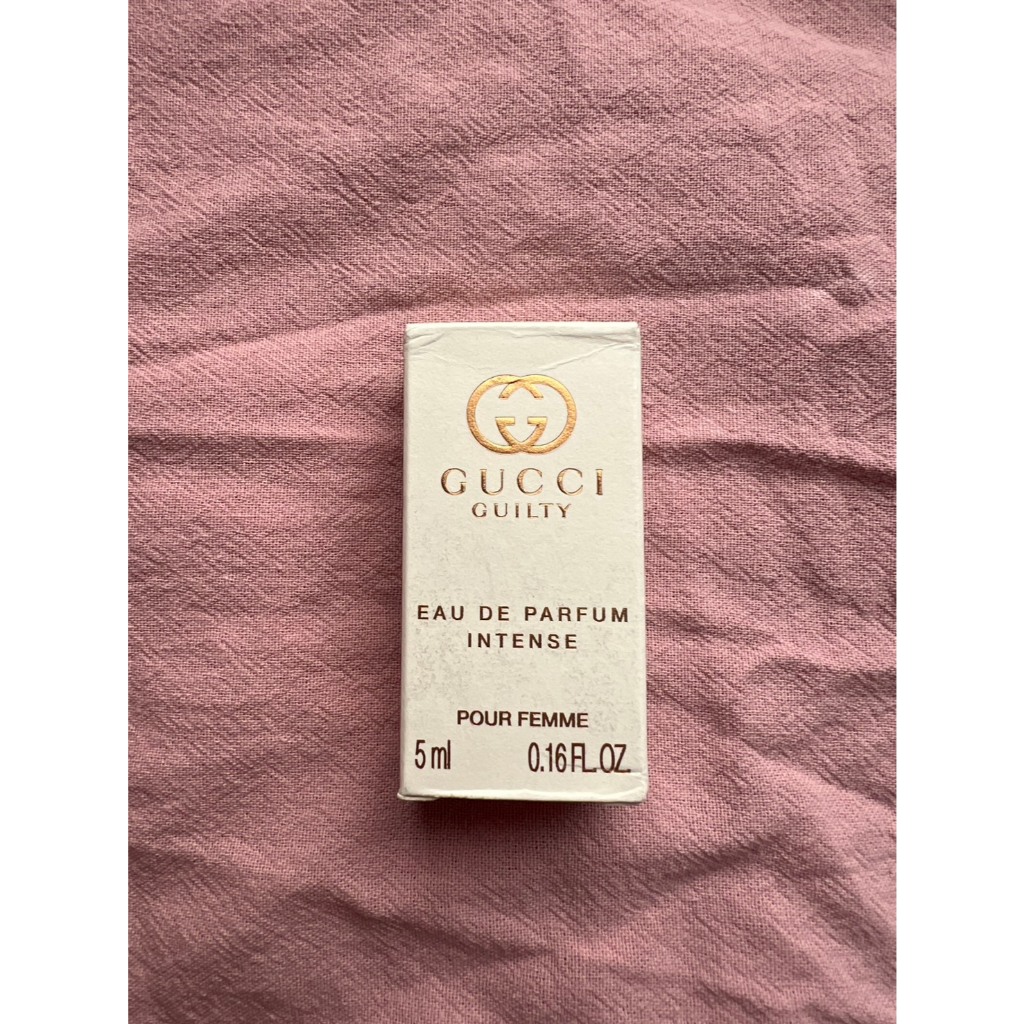 GUCCI
GUILTY
EAU DE PARFUM
INTENSE
POUR FEMME
5 ml 0.16 FL.OZ.